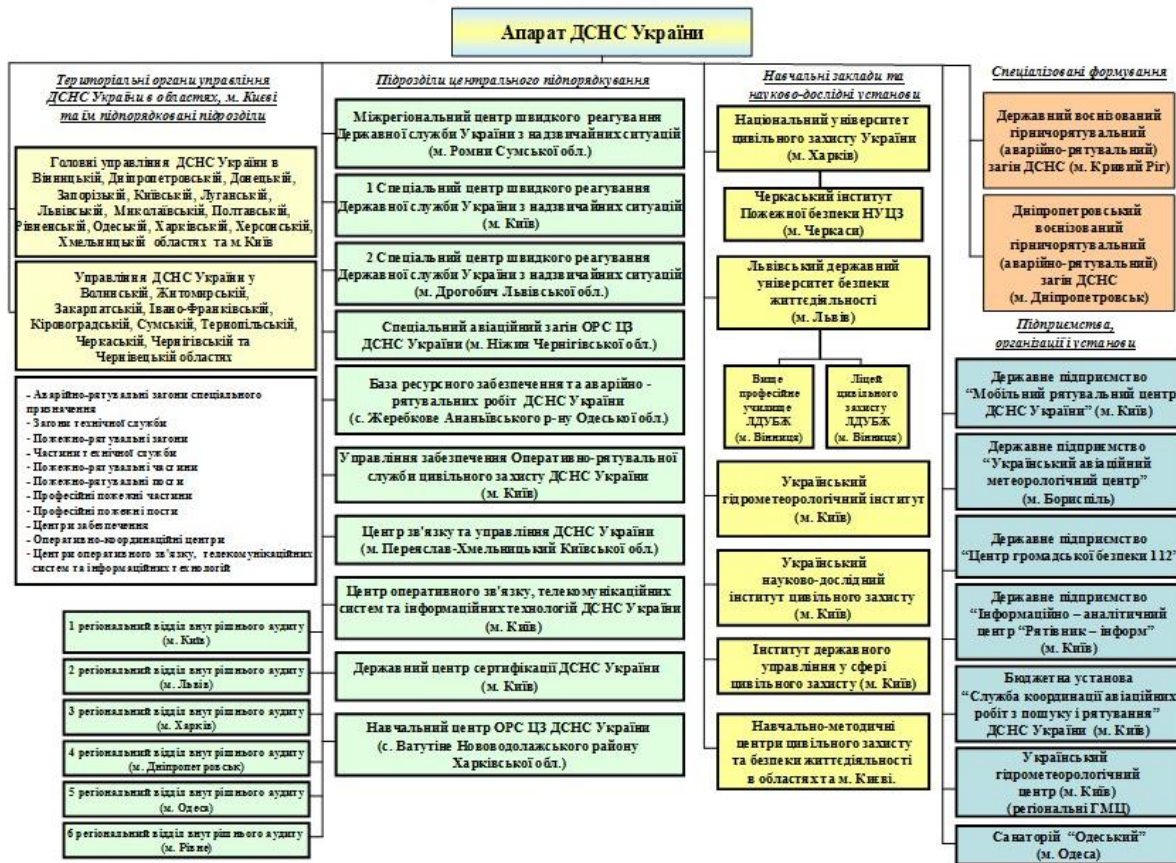 Апарат ДСНС України
Територіальні органи управління
ДСНС України в областях, м. Києві
та їм підпорядковані підрозділи
Головні управління ДСНС України в
Вінницькій, Дніпропетровській, Донецькій,
Запорізькій, Київській, Луганській,
Львівській, Миколаївській, Полтавській,
Рівненській, Одеській, Харківській, Херсонській,
Хмельницькій областях та м. Київ
Управління ДСНС України у
Волинській, Житомирській,
Закарпатській, Івано-Франківській,
Кіровоградській, Сумській, Тернопільській,
Черкаській, Чернігівській та
Чернівецькій областях
- Аварійно-рятувальні загони спеціального
призначення
- Загони технічної служби
- Пожежно-рятувальні загони
- Частини технічної служби
- Пожежно-рятувальні частини
- Пожежно-рятувальні пости
- Професійні пожежні частини
- Професійні пожежні пости
- Центри забезпечення
- Оперативно-координаційні центри
- Центри оперативного зв'язку, телекомунікаційних
систем та інформаційних технологій
1 регіональний відділ внутрішнього аудиту
(м. Київ)
2 регіональний відділ внутрішнього аудиту
(м. Львів)
3 регіональний відділ внутрішнього аудиту
(м. Харків)
4 регіональний відділ внутрішнього аудиту
(м. Дніпропетровськ)
5 регіональний відділ внутрішнього аудиту
(м. Одеса)
6 регіональний відділ внутрішнього аудиту
(м. Рівне)
Підрозділи центрального підпорядкування
Міжрегіональний центр швидкого реагування
Державної служби України з надзвичайних ситуацій
(м. Ромни Сумської обл.)
1 Спеціальний центр швидкого реагування
Державної служби України з надзвичайних ситуацій
(м. Київ)
2 Спеціальний центр швидкого реагування
Державної служби України з надзвичайних ситуацій
(м. Дрогобич Львівської обл.)
Спеціальний авіаційний загін ОРС ЦЗ
ДСНС України (м. Ніжин Чернігівської обл.)
База ресурсного забезпечення та аварійно -
рятувальних робіт ДСНС України
(с. Жеребкове Ананьївського р-ну Одеської обл.)
Управління забезпечення Оперативно-рятувальної
служби цивільного захисту ДСНС України
(м. Київ)
Центр зв'язку та управління ДСНС України
(м. Переяслав-Хмельницький Київської обл.)
Центр оперативного зв'язку, телекомунікаційних
систем та інформаційних технологій ДСНС України
(м. Київ)
Державний центр сертифікації ДСНС України
(м. Київ)
Навчальний центр ОРС ЦЗ ДСНС України
(с. Ватутіне Нововодолажського району
Харківської обл.)
Навчальні заклади та
науково-дослідні установи
Національний університет
цивільного захисту України
(м. Харків)
Черкаський інститут
Пожежної безпеки НУЦЗ
(м. Черкаси)
Львівський державний
університет безпеки
життєдіяльності
(м. Львів)
Вище
професійне
училище
ЛДУБЖ
(м. Вінниця)
Ліцей
цивільного
захисту
ЛДУБЖ
(м. Вінниця)
Український
гідрометеорологічний інститут
(м. Київ)
Український
науково-дослідний
інститут цивільного захисту
(м. Київ)
Інститут державного
управління у сфері
цивільного захисту (м. Київ)
Навчально-методичні
центри цивільного захисту
та безпеки життєдіяльності
в областях та м. Києві.
Спеціалізовані формування
Державний воєнізований
гірничорятувальний
(аварійно-рятувальний)
загін ДСНС (м. Кривий Ріг)
Дніпропетровський
воєнізований
гірничорятувальний
(аварійно-рятувальний)
загін ДСНС
(м. Дніпропетровськ)
Підприємства,
організації і установи
Державне підприємство
“Мобільний рятувальний центр
ДСНС України” (м. Київ)
Державне підприємство
“Український авіаційний
метеорологічний центр”
(м. Бориспіль)
Державне підприємство
“Центр громадської безпеки 112”
Державне підприємство
“Інформаційно – аналітичний
центр “Рятівник – інформ”
(м. Київ)
Бюджетна установа
“Служба координації авіаційних
робіт з пошуку і рятування”
ДСНС України (м. Київ)
Український
гідрометеорологічний
центр (м. Київ)
(регіональні ГМЦ)
Санаторій “Одеський”
(м. Одеса)